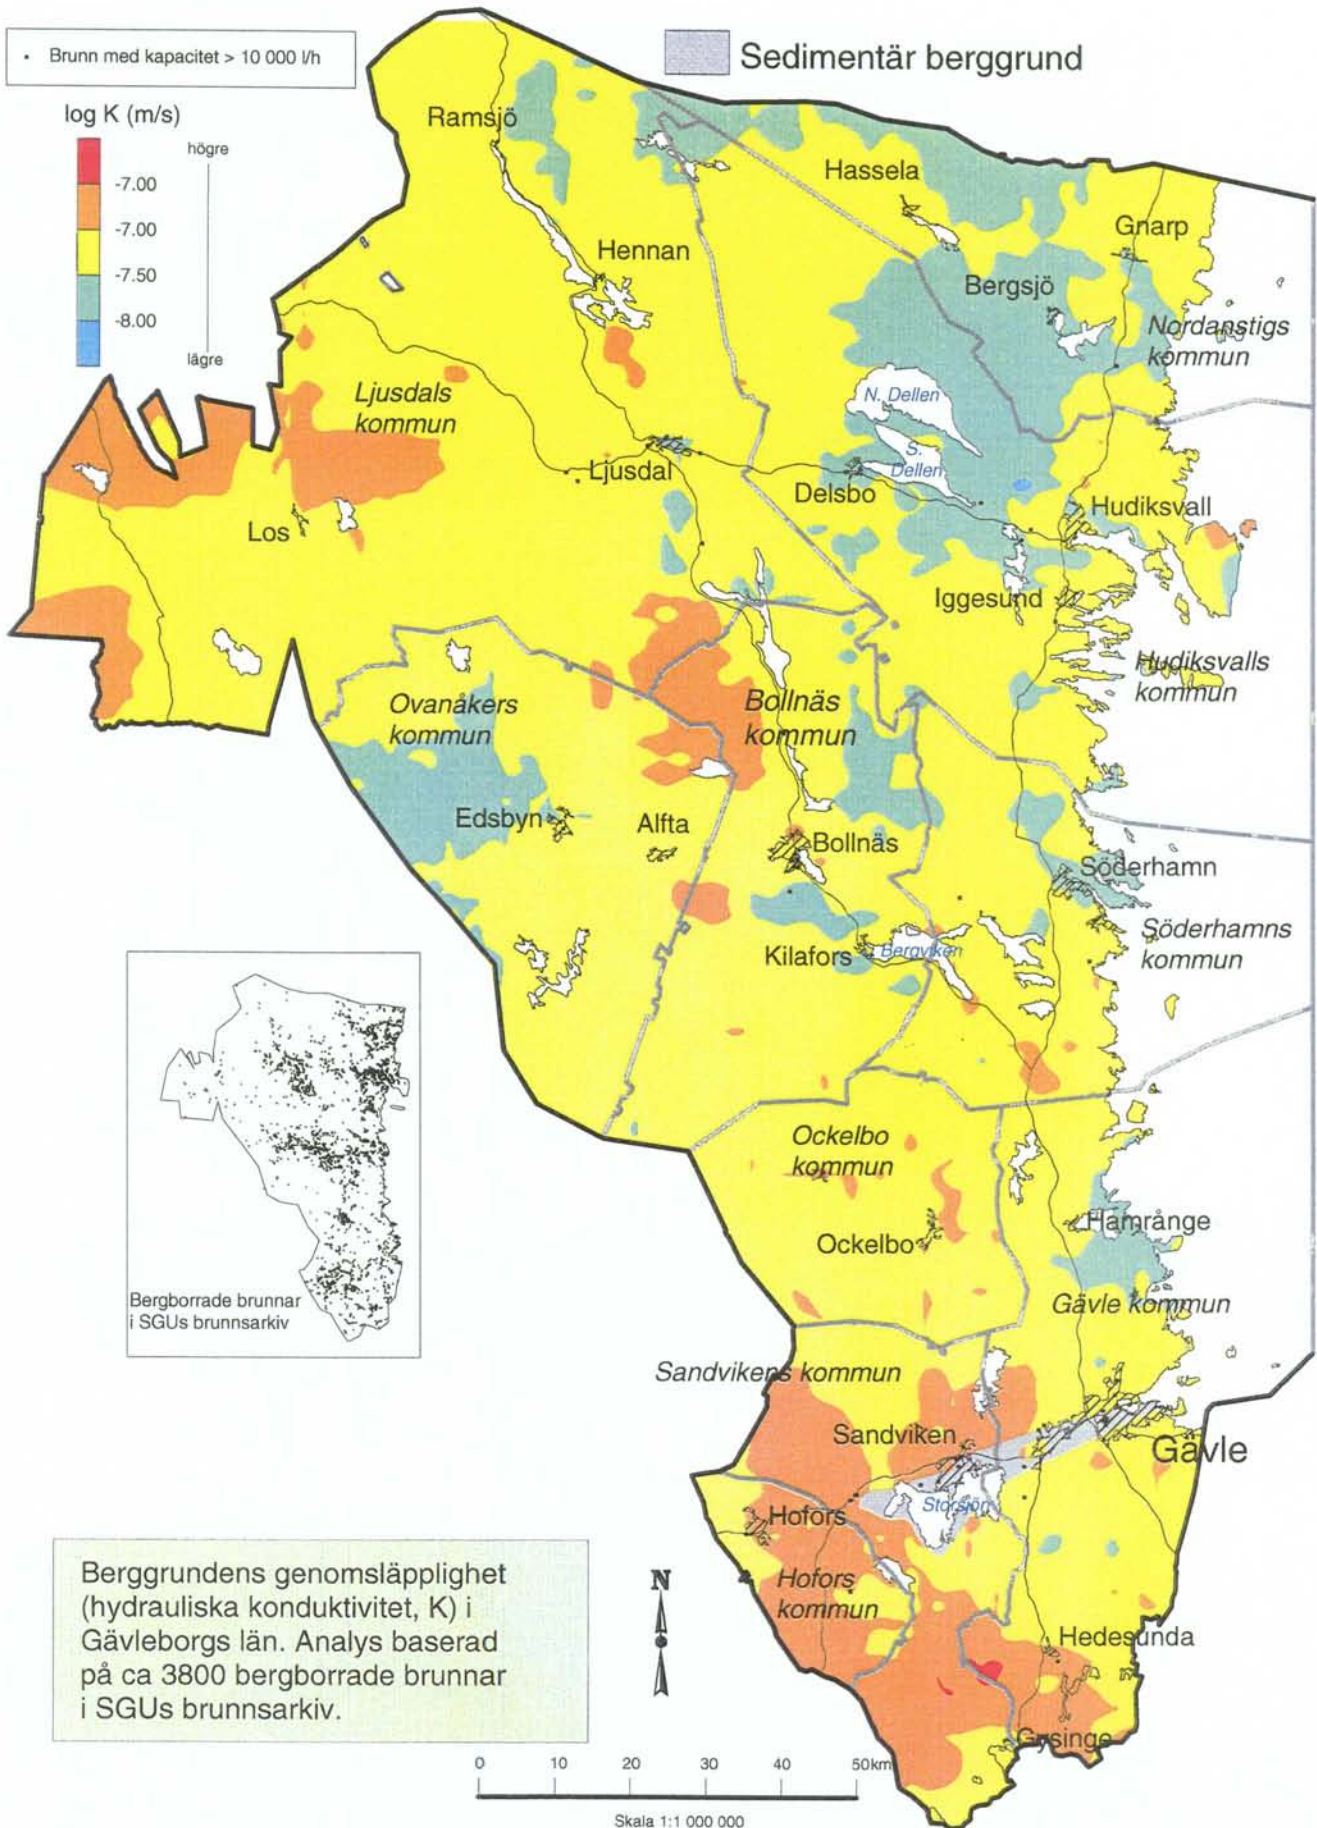 Brunn med kapacitet > 10 000 l/h
Sedimentär berggrund
log K (m/s)
högre
-7.00
-7.00
-7.50
-8.00
lägre
Ramsjö
Hassela
Gnarp
Hennan
Bergsjö
Nordanstigs
kommun
Ljusdals
kommun
N. Dellen
S.
Dellen
Ljusdal
Delsbo
Hudiksvall
Los
Iggesund
Hudiksvalls
kommun
Ovanåkers
kommun
Bollnäs
kommun
Edsbyn
Alfta
Bollnäs
Söderhamn
Söderhamns
kommun
Kilafors
Bergviken
Ockelbo
kommun
Ockelbo
Hamrånge
Gävle kommun
Bergborrade brunnar
i SGUs brunnsarkiv
Sandvikens kommun
Sandviken
Gävle
Storsjön
Hofors
Hofors
kommun
Hedesunda
Gysinge
Berggrundens genomsläpplighet
(hydrauliska konduktivitet, K) i
Gävleborgs län. Analys baserad
på ca 3800 bergborrade brunnar
i SGUs brunnsarkiv.
N
0 10 20 30 40 50km
Skala 1:1 000 000